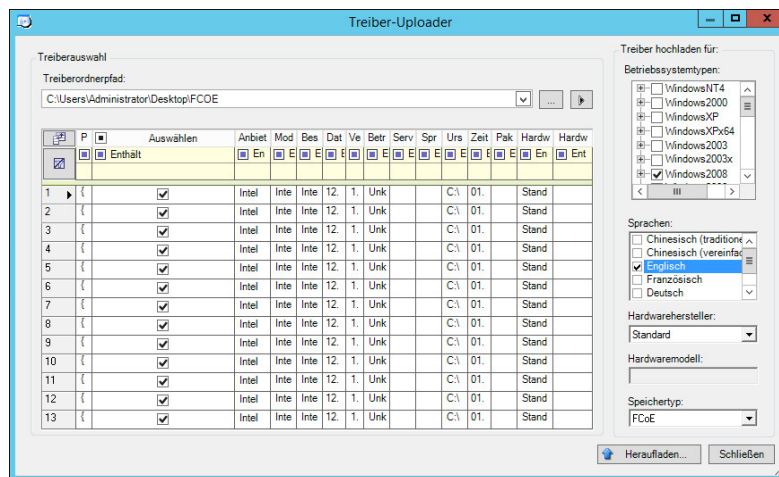 Treiber-Uploader
Treiberauswahl
Treiberordnerpfad:
C:\Users\Administrator\Desktop\FCOE
...
P Auswählen Anbiet Mod Bes Dat Ve Betr Serv Spr Urs Zeit Pak Hardw Hardw
Enthält En E E E E E E E E En Ent
1 { Intel Inte Inte 12. 1. Unk C:\ 01. Stand
2 { Intel Inte Inte 12. 1. Unk C:\ 01. Stand
3 { Intel Inte Inte 12. 1. Unk C:\ 01. Stand
4 { Intel Inte Inte 12. 1. Unk C:\ 01. Stand
5 { Intel Inte Inte 12. 1. Unk C:\ 01. Stand
6 { Intel Inte Inte 12. 1. Unk C:\ 01. Stand
7 { Intel Inte Inte 12. 1. Unk C:\ 01. Stand
8 { Intel Inte Inte 12. 1. Unk C:\ 01. Stand
9 { Intel Inte Inte 12. 1. Unk C:\ 01. Stand
10 { Intel Inte Inte 12. 1. Unk C:\ 01. Stand
11 { Intel Inte Inte 12. 1. Unk C:\ 01. Stand
12 { Intel Inte Inte 12. 1. Unk C:\ 01. Stand
13 { Intel Inte Inte 12. 1. Unk C:\ 01. Stand
Treiber hochladen für:
Betriebssystemtypen:
WindowsNT4
Windows2000
WindowsXP
WindowsXPx64
Windows2003
Windows2003x
Windows2008
Sprachen:
Chinesisch (traditione
Chinesisch (vereinfac
Englisch
Französisch
Deutsch
Hardwarehersteller:
Standard
Hardwaremodell:
Speichertyp:
FCoE
Heraufladen...
Schließen